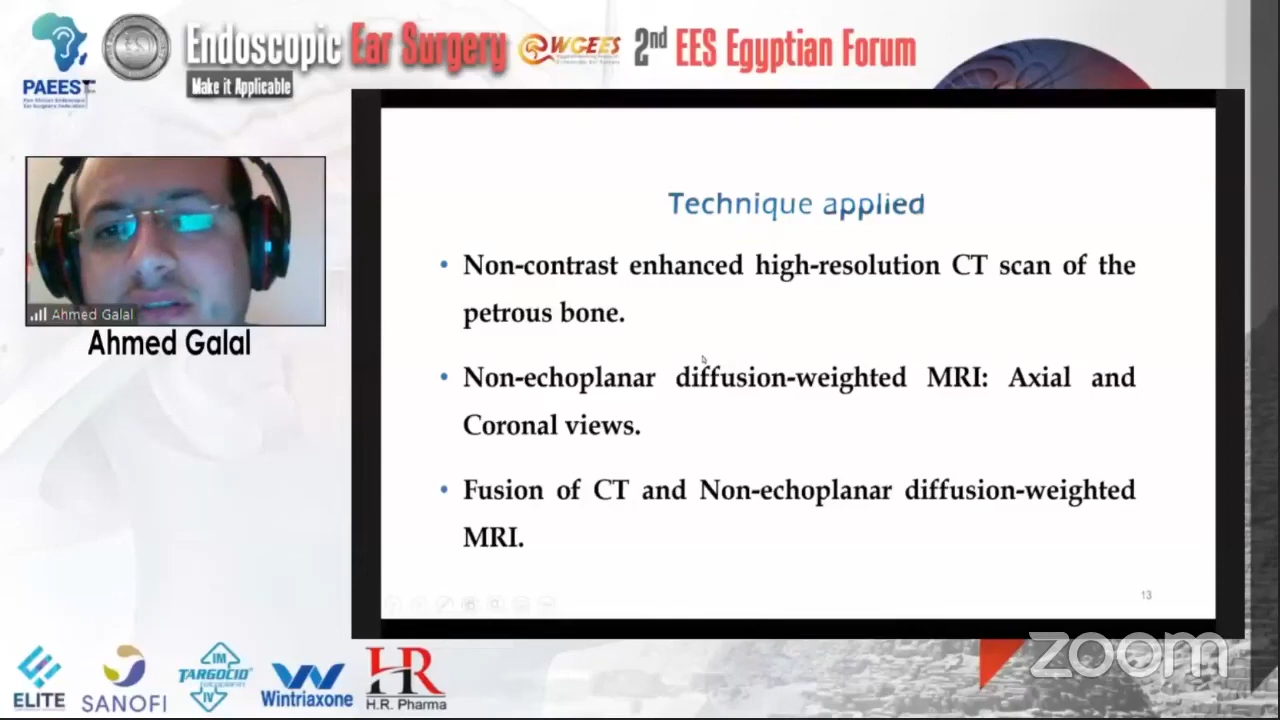 PAEEST
Endoscopic Ear Surgery
Make it Applicable
WGEES
2nd EES Egyptian Forum
Ahmed Galal
Ahmed Galal
Technique applied
• Non-contrast enhanced high-resolution CT scan of the
petrous bone.
• Non-echoplanar diffusion-weighted MRI: Axial and
Coronal views.
• Fusion of CT and Non-echoplanar diffusion-weighted
MRI.
13
ELITE
SANOFI
IM
TARGOCID
IV
Wintriaxone
HR
H.R. Pharma
zoom